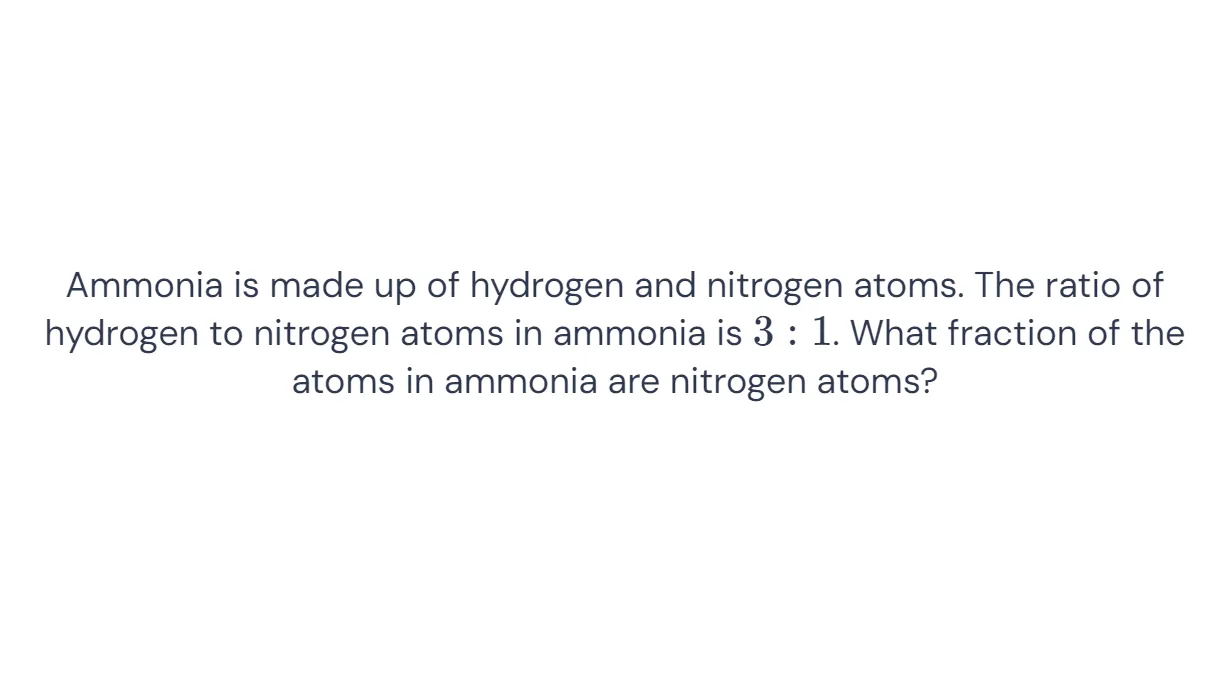 Ammonia is made up of hydrogen and nitrogen atoms. The ratio of
hydrogen to nitrogen atoms in ammonia is 3 : 1. What fraction of the
atoms in ammonia are nitrogen atoms?